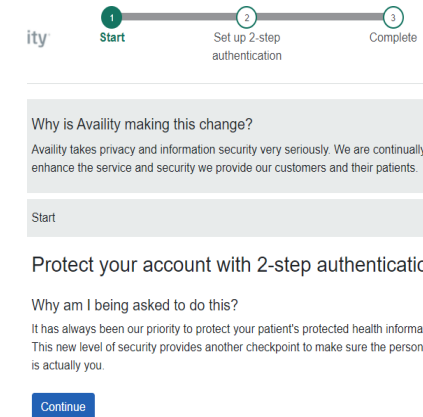 1 2 3
ity
Start Set up 2-step Complete
authentication
Why is Availity making this change?
Availity takes privacy and information security very seriously. We are continually
enhance the service and security we provide our customers and their patients.
Start
Protect your account with 2-step authenticatio
Why am I being asked to do this?
It has always been our priority to protect your patient's protected health informa
This new level of security provides another checkpoint to make sure the person
is actually you.
Continue